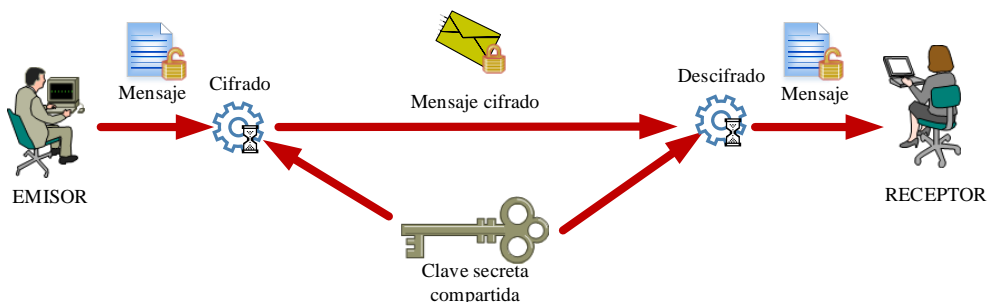 Mensaje
Cifrado
Mensaje cifrado
Descifrado
Mensaje
EMISOR
RECEPTOR
Clave secreta
compartida